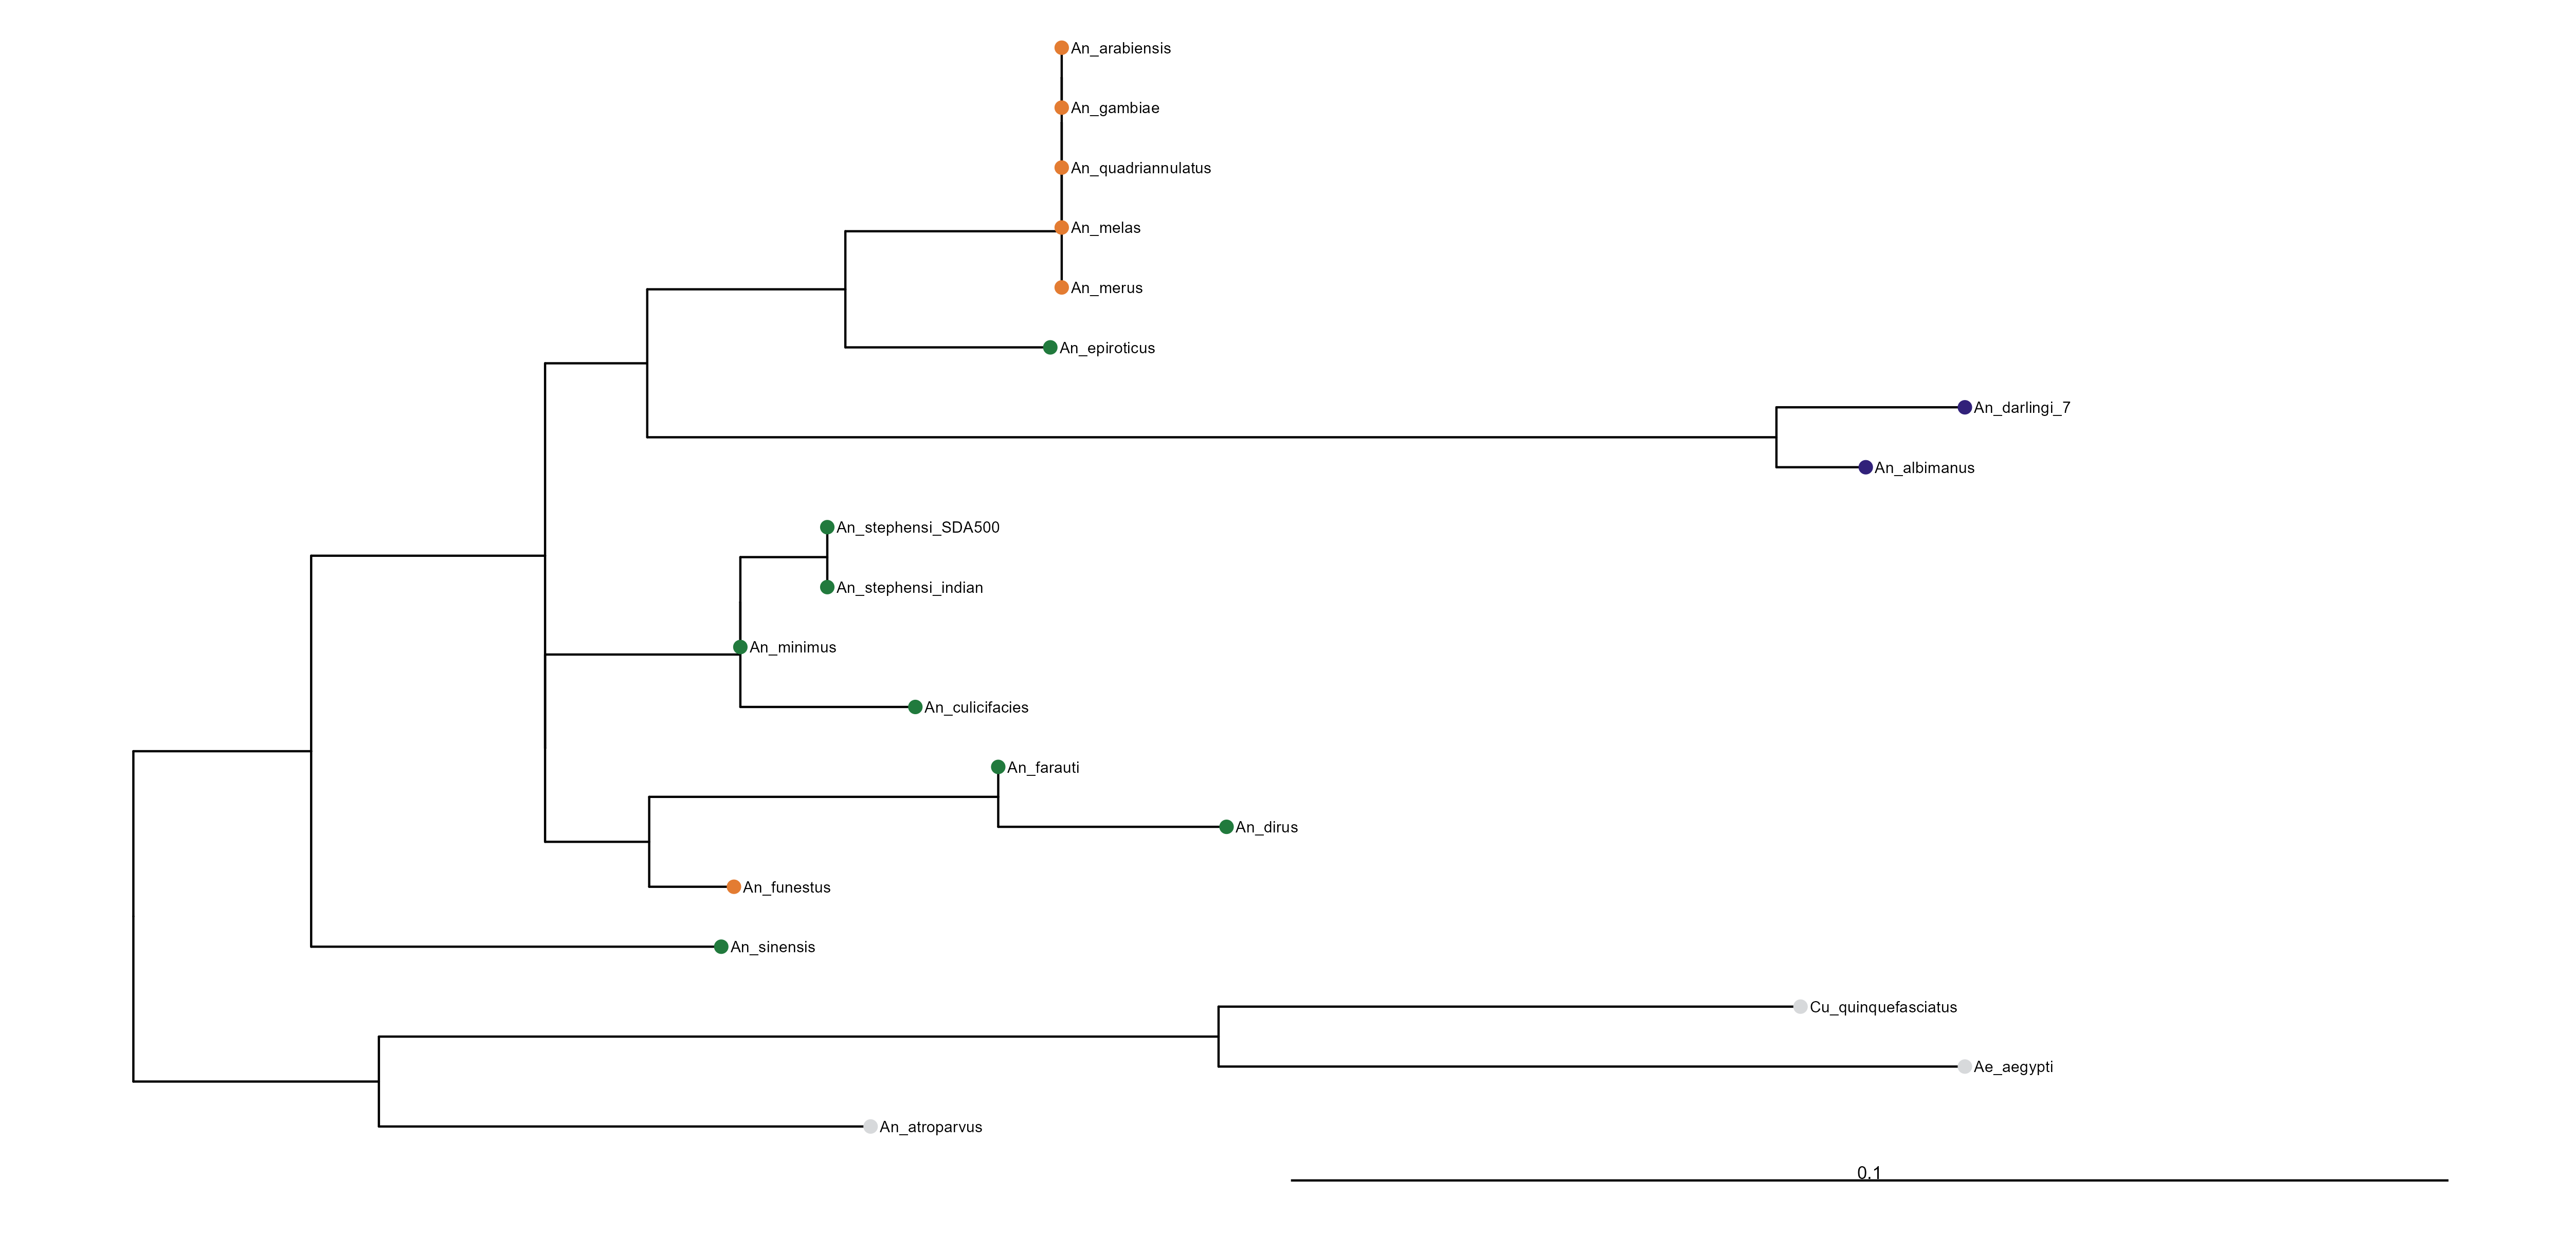 An_arabiensis
An_gambiae
An_quadriannulatus
An_melas
An_merus
An_epiroticus
An_darlingi_7
An_albimanus
An_stephensi_SDA500
An_stephensi_indian
An_minimus
An_culicifacies
An_farauti
An_dirus
An_funestus
An_sinensis
Cu_quinquefasciatus
Ae_aegypti
An_atroparvus
0.1